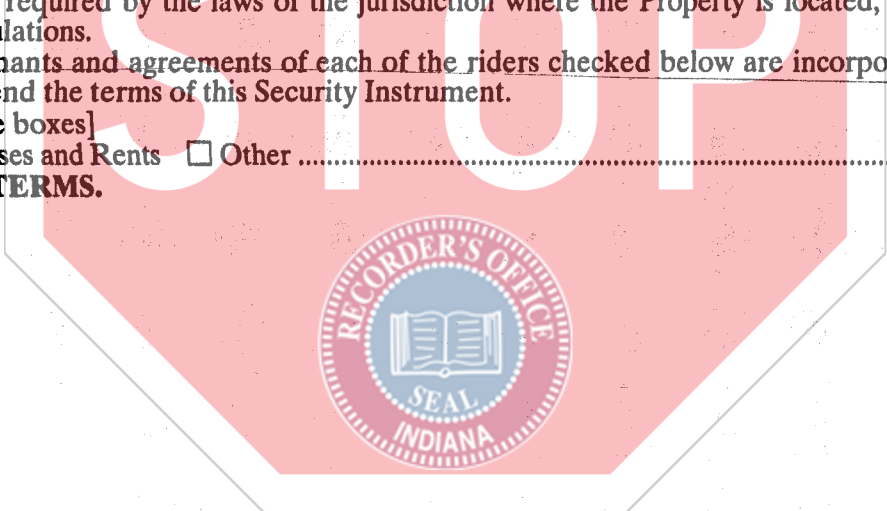 required by the laws of the jurisdiction where the Property is located,
lations.
nants and agreements of each of the riders checked below are incorpo
nd the terms of this Security Instrument.
e boxes]
ses and Rents ☐ Other ........................................................................
TERMS.
STOP
RECORDER'S OFFICE
SEAL
INDIANA